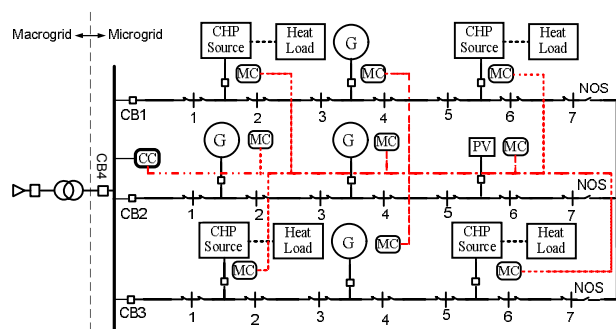 Macrogrid
Microgrid
CHP
Source
Heat
Load
G
CHP
Source
Heat
Load
MC
MC
MC
NOS
CB1
1
2
3
4
5
6
7
G
MC
G
MC
PV
MC
CC
CB4
NOS
CB2
1
2
3
4
5
6
7
CHP
Source
Heat
Load
G
MC
CHP
Source
Heat
Load
MC
MC
NOS
CB3
1
2
3
4
5
6
7